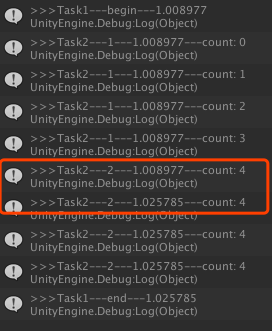 >>>Task1---begin---1.008977
UnityEngine.Debug:Log(Object)
>>>Task2---1---1.008977---count: 0
UnityEngine.Debug:Log(Object)
>>>Task2---1---1.008977---count: 1
UnityEngine.Debug:Log(Object)
>>>Task2---1---1.008977---count: 2
UnityEngine.Debug:Log(Object)
>>>Task2---1---1.008977---count: 3
UnityEngine.Debug:Log(Object)
>>>Task2---2---1.008977---count: 4
UnityEngine.Debug:Log(Object)
>>>Task2---2---1.025785---count: 4
UnityEngine.Debug:Log(Object)
>>>Task2---2---1.025785---count: 4
UnityEngine.Debug:Log(Object)
>>>Task2---2---1.025785---count: 4
UnityEngine.Debug:Log(Object)
>>>Task1---end---1.025785
UnityEngine.Debug:Log(Object)